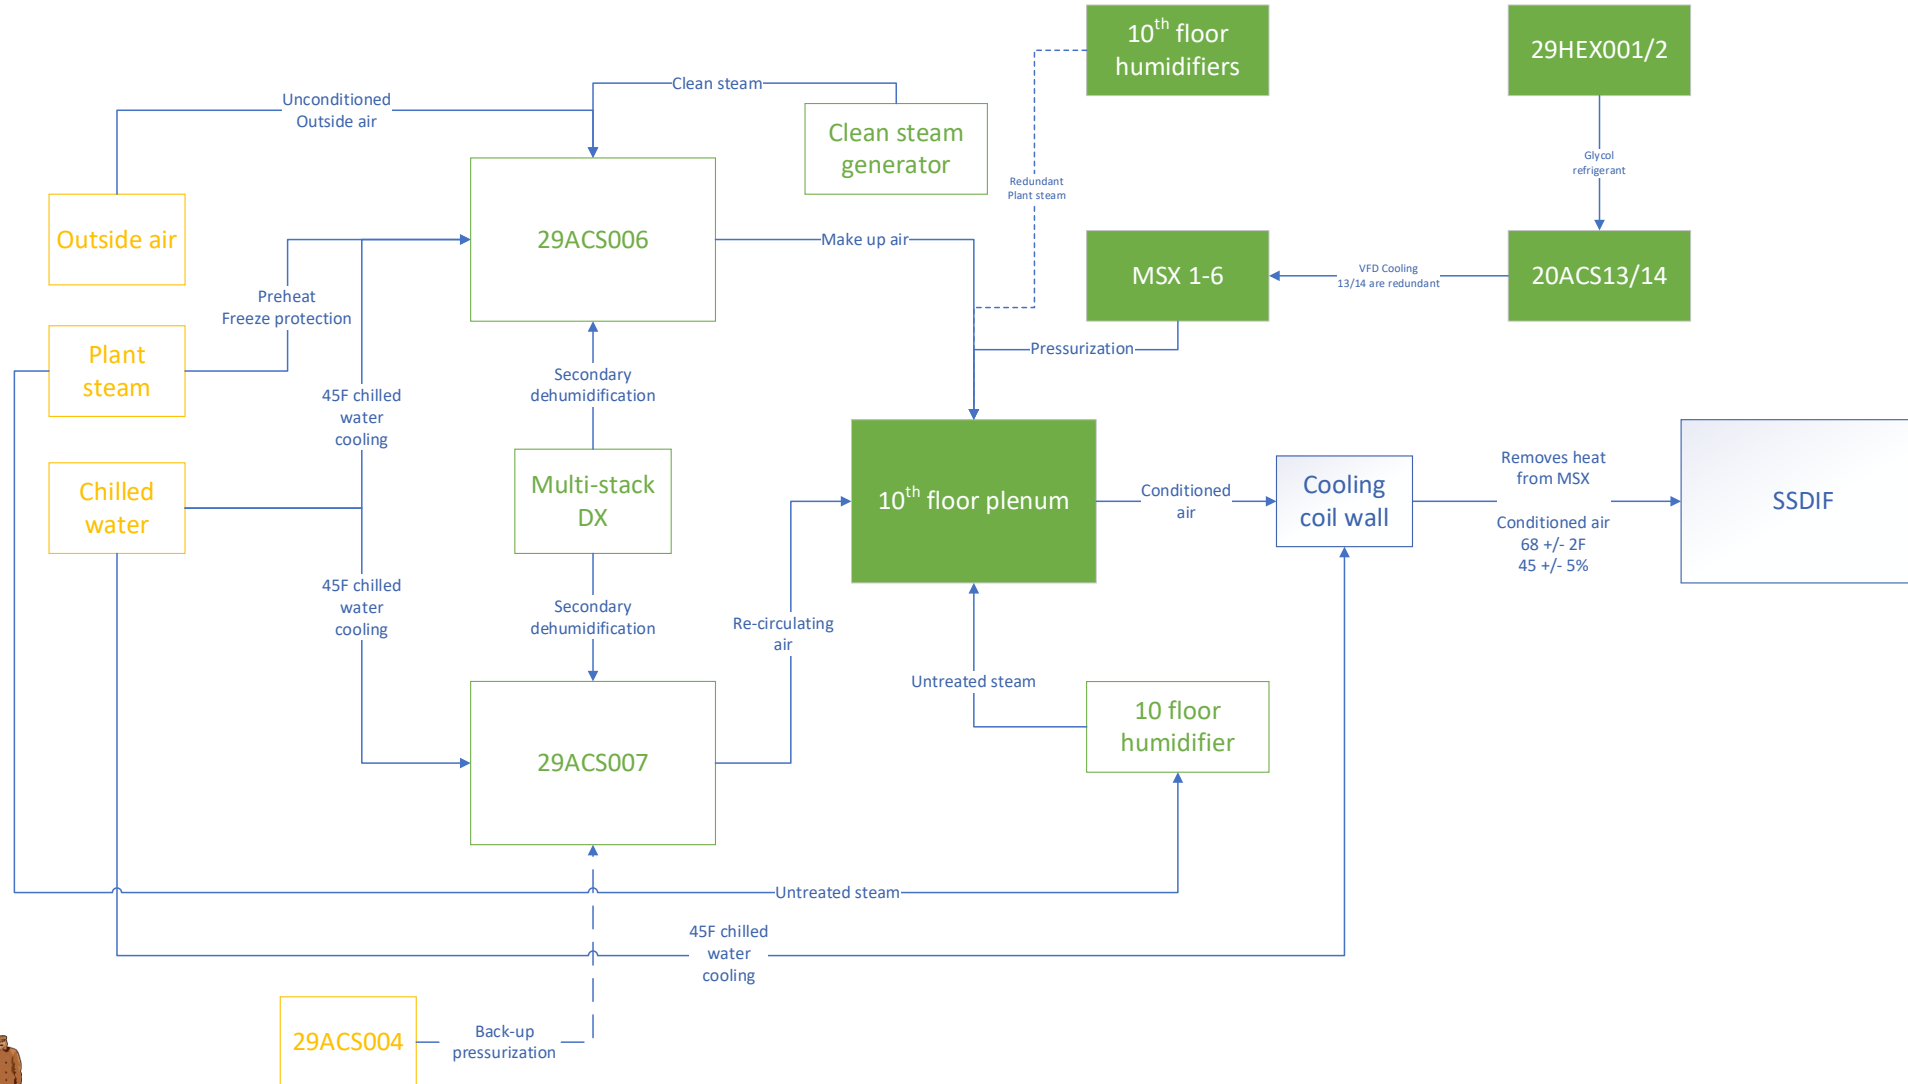 10th floor
humidifiers
29HEX001/2
Clean steam
Unconditioned
Outside air
Clean steam
generator
Glycol
refrigerant
Redundant
Plant steam
Outside air
29ACS006
Make up air
MSX 1-6
VFD Cooling
13/14 are redundant
20ACS13/14
Preheat
Freeze protection
Plant
steam
Pressurization
Secondary
dehumidification
45F chilled
water
cooling
Chilled
water
Multi-stack
DX
10th floor plenum
Conditioned
air
Cooling
coil wall
Removes heat
from MSX
Conditioned air
68 +/- 2F
45 +/- 5%
SSDIF
45F chilled
water
cooling
Secondary
dehumidification
Re-circulating
air
Untreated steam
10 floor
humidifier
29ACS007
Untreated steam
45F chilled
water
cooling
29ACS004
Back-up
pressurization